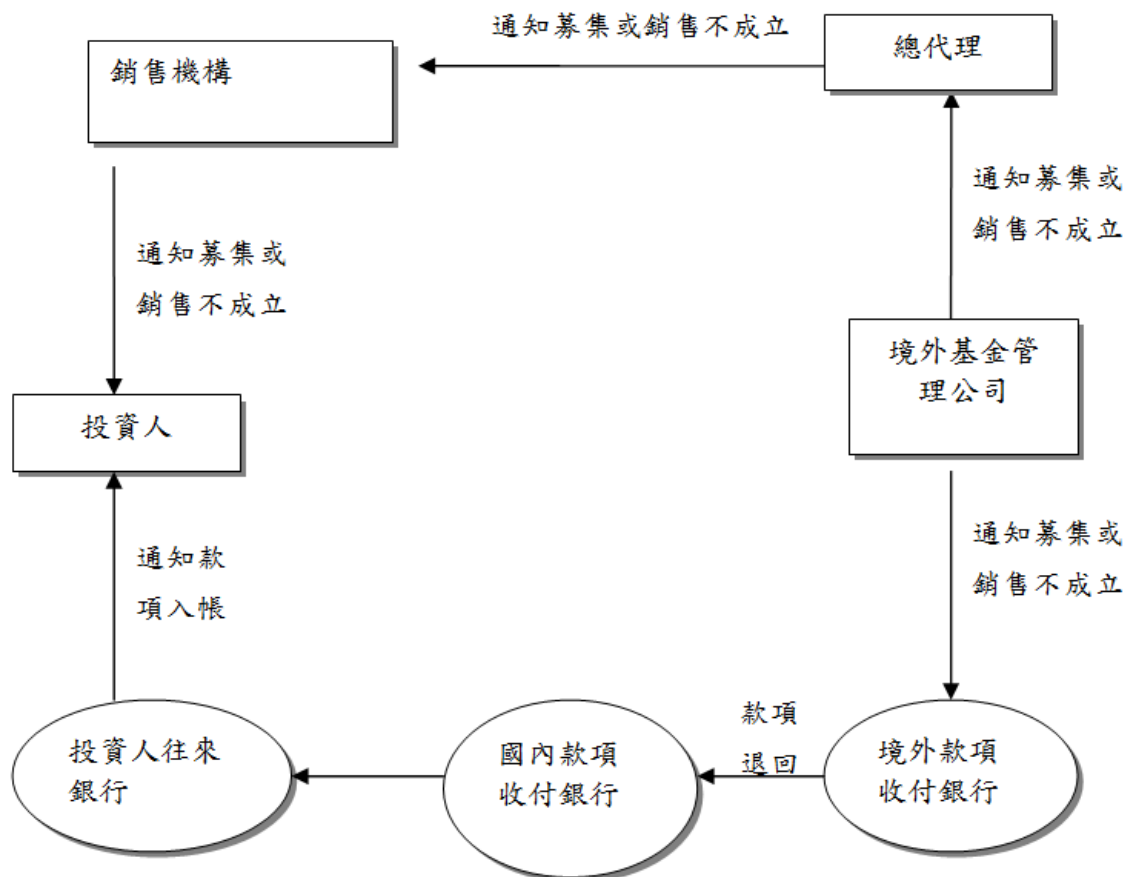 通知募集或銷售不成立
總代理
銷售機構
通知募集或
銷售不成立
通知募集或
銷售不成立
境外基金管
理公司
投資人
通知募集或
銷售不成立
通知款
項入帳
款項
退回
投資人往來
銀行
國內款項
收付銀行
境外款項
收付銀行